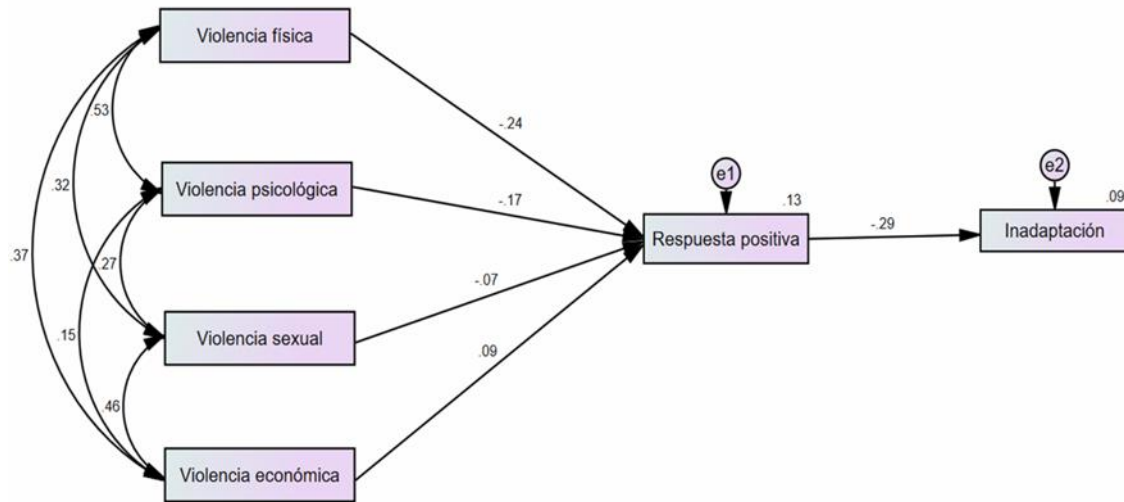 Violencia física
.53
-.24
e1
e2
Violencia psicológica
.32
-.17
.13
.09
Respuesta positiva
-.29
Inadaptación
.37
.27
-.07
.15
Violencia sexual
.09
.46
Violencia económica